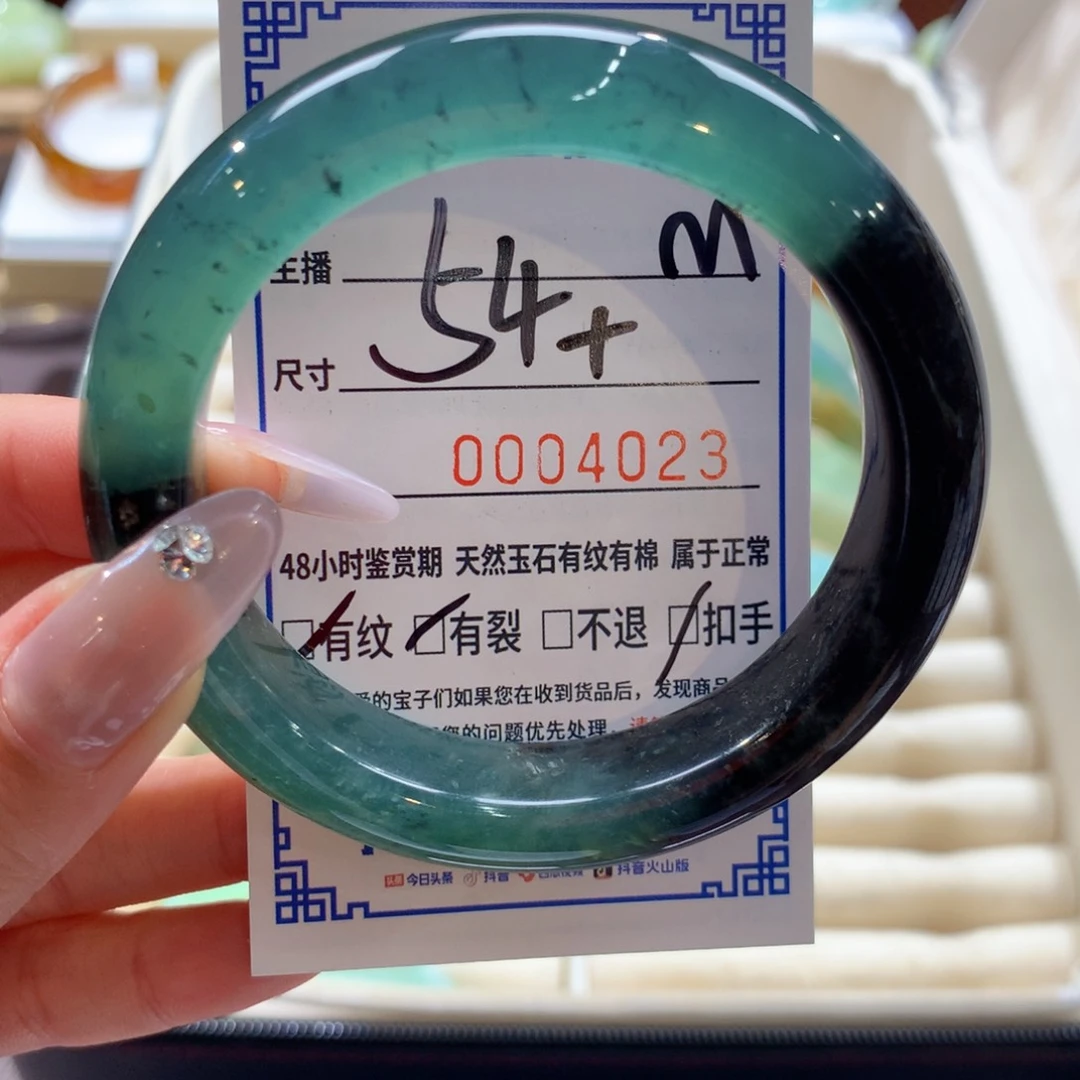 主播 M
尺寸 54+
0004023
48小时鉴赏期 天然玉石有纹有棉 属于正常
□有纹 □有裂 □不退 □扣手
的宝子们如果您在收到货品后，发现商品
您的问题优先处理。
头条 今日头条 抖音 抖音火山版